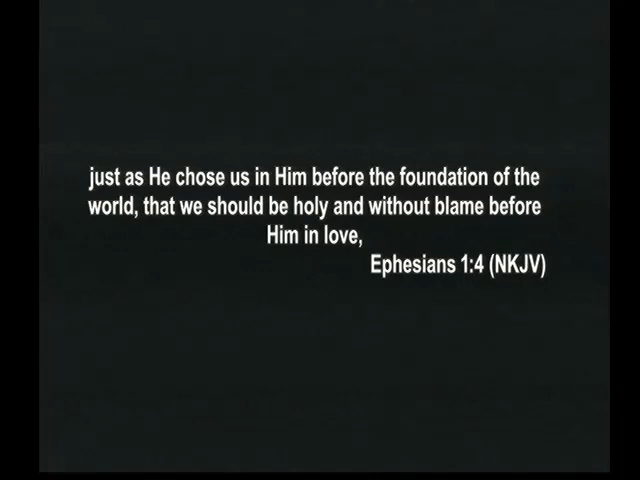 just as He chose us in Him before the foundation of the
world, that we should be holy and without blame before
Him in love,
Ephesians 1:4 (NKJV)